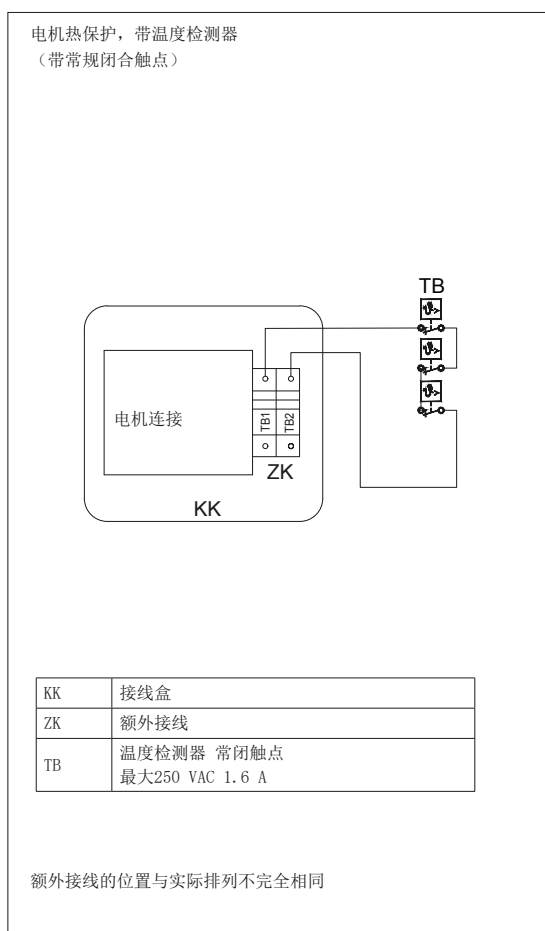 电机热保护，带温度检测器
（带常规闭合触点）
TB
电机连接
TB1
TB2
ZK
KK
KK 接线盒
ZK 额外接线
TB 温度检测器 常闭触点
最大250 VAC 1.6 A
额外接线的位置与实际排列不完全相同